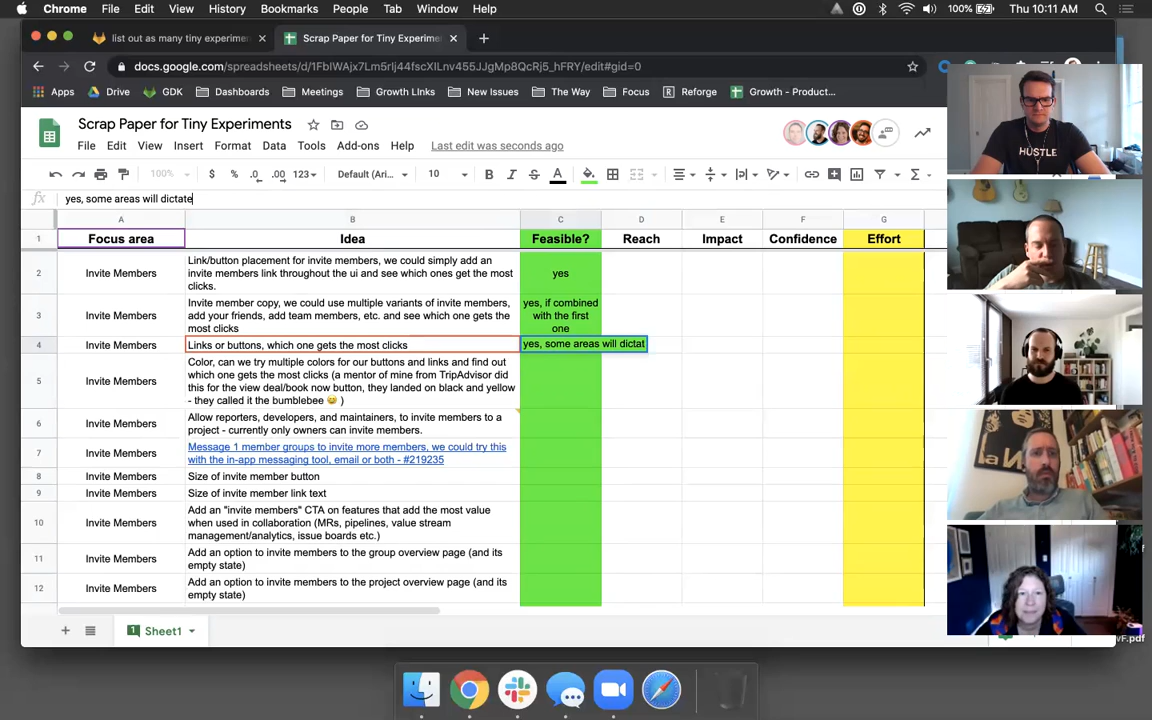 Chrome File Edit View History Bookmarks People Tab Window Help 100% Thu 10:11 AM
list out as many tiny experimen × Scrap Paper for Tiny Experime × +
docs.google.com/spreadsheets/d/1FblWAjx7Lm5rlj44fscXILnv455JJgMp8QcRj5_hFRY/edit#gid=0
Apps Drive GDK Dashboards Meetings Growth LInks New Issues The Way Focus Reforge Growth - Product...
Scrap Paper for Tiny Experiments
File Edit View Insert Format Data Tools Add-ons Help Last edit was seconds ago
100% $ % .0 .00 123 Default (Ari... 10 B I S A
fx yes, some areas will dictate
A B C D E F G
1 Focus area Idea Feasible? Reach Impact Confidence Effort
2 Invite Members Link/button placement for invite members, we could simply add an
invite members link throughout the ui and see which ones get the most
clicks.
yes
3 Invite Members Invite member copy, we could use multiple variants of invite members,
add your friends, add team members, etc. and see which one gets the
most clicks
yes, if combined
with the first
one
4 Invite Members Links or buttons, which one gets the most clicks yes, some areas will dictat
5 Invite Members Color, can we try multiple colors for our buttons and links and find out
which one gets the most clicks (a mentor of mine from TripAdvisor did
this for the view deal/book now button, they landed on black and yellow
- they called it the bumblebee 😄 )
6 Invite Members Allow reporters, developers, and maintainers, to invite members to a
project - currently only owners can invite members.
7 Invite Members Message 1 member groups to invite more members, we could try this
with the in-app messaging tool, email or both - #219235
8 Invite Members Size of invite member button
9 Invite Members Size of invite member link text
10 Invite Members Add an "invite members" CTA on features that add the most value
when used in collaboration (MRs, pipelines, value stream
management/analytics, issue boards etc.)
11 Invite Members Add an option to invite members to the group overview page (and its
empty state)
12 Invite Members Add an option to invite members to the project overview page (and its
empty state)
Sheet1
HUSTLE
vF.pdf